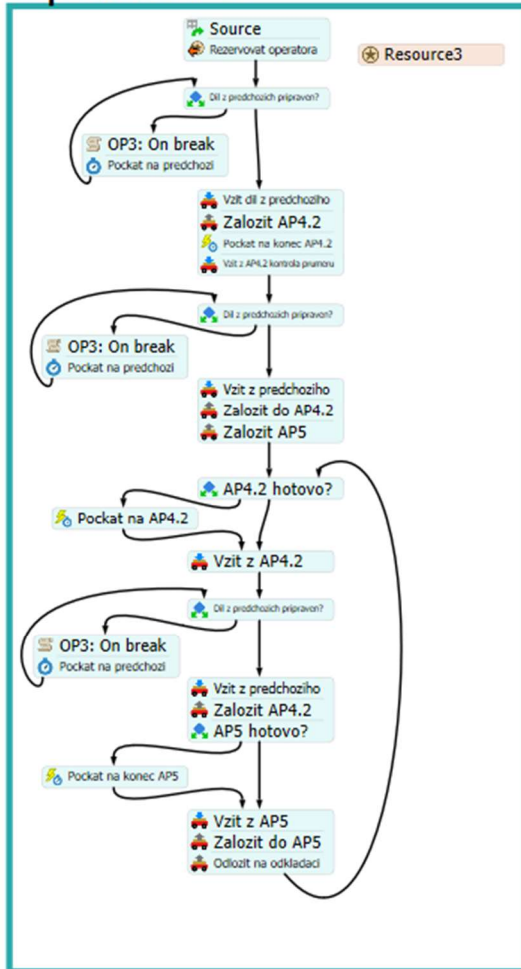 Source
Rezervovat operatora
Resource3
Dil z predchozich pripraven?
OP3: On break
Pockat na predchozi
Vzit dil z predchoziho
Zalozit AP4.2
Pockat na konec AP4.2
Vzit z AP4.2 kontrola prumeru
Dil z predchozich pripraven?
OP3: On break
Pockat na predchozi
Vzit z predchoziho
Zalozit do AP4.2
Zalozit AP5
AP4.2 hotovo?
Pockat na AP4.2
Vzit z AP4.2
Dil z predchozich pripraven?
OP3: On break
Pockat na predchozi
Vzit z predchoziho
Zalozit AP4.2
AP5 hotovo?
Pockat na konec AP5
Vzit z AP5
Zalozit do AP5
Odlozit na odkladaci